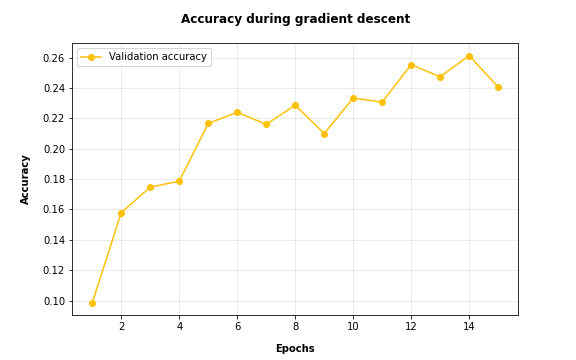 Accuracy during gradient descent
Validation accuracy
Accuracy
0.26
0.24
0.22
0.20
0.18
0.16
0.14
0.12
0.10
2 4 6 8 10 12 14
Epochs